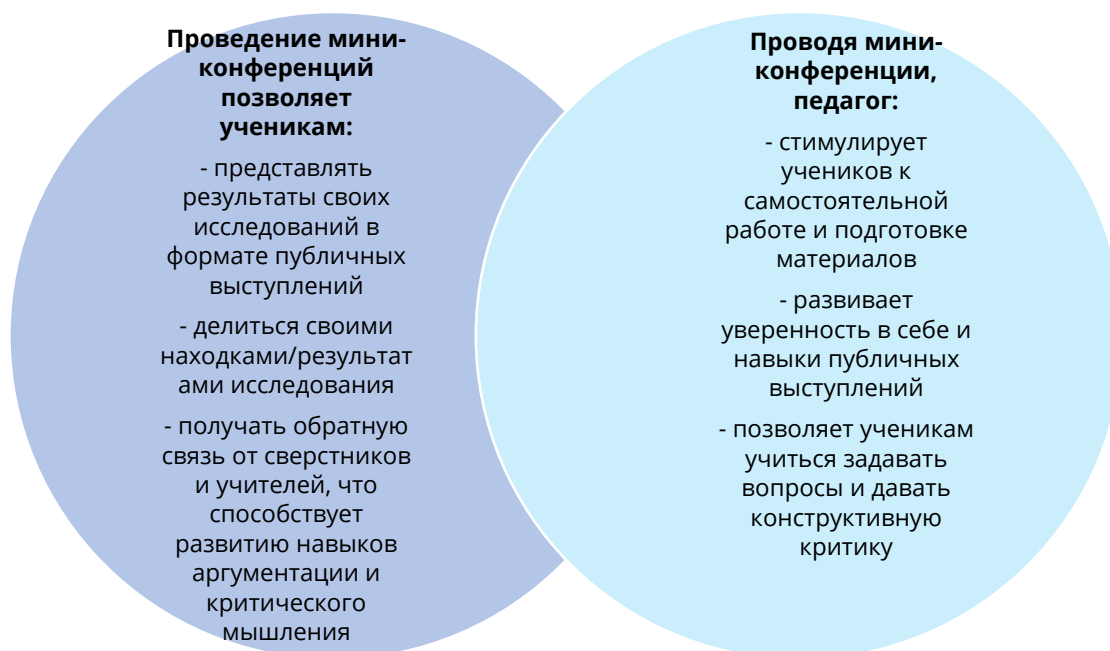 Проведение мини-
конференций
позволяет
ученикам:
- представлять
результаты своих
исследований в
формате публичных
выступлений
- делиться своими
находками/результат
ами исследования
- получать обратную
связь от сверстников
и учителей, что
способствует
развитию навыков
аргументации и
критического
мышления
Проводя мини-
конференции,
педагог:
- стимулирует
учеников к
самостоятельной
работе и подготовке
материалов
- развивает
уверенность в себе и
навыки публичных
выступлений
- позволяет ученикам
учиться задавать
вопросы и давать
конструктивную
критику